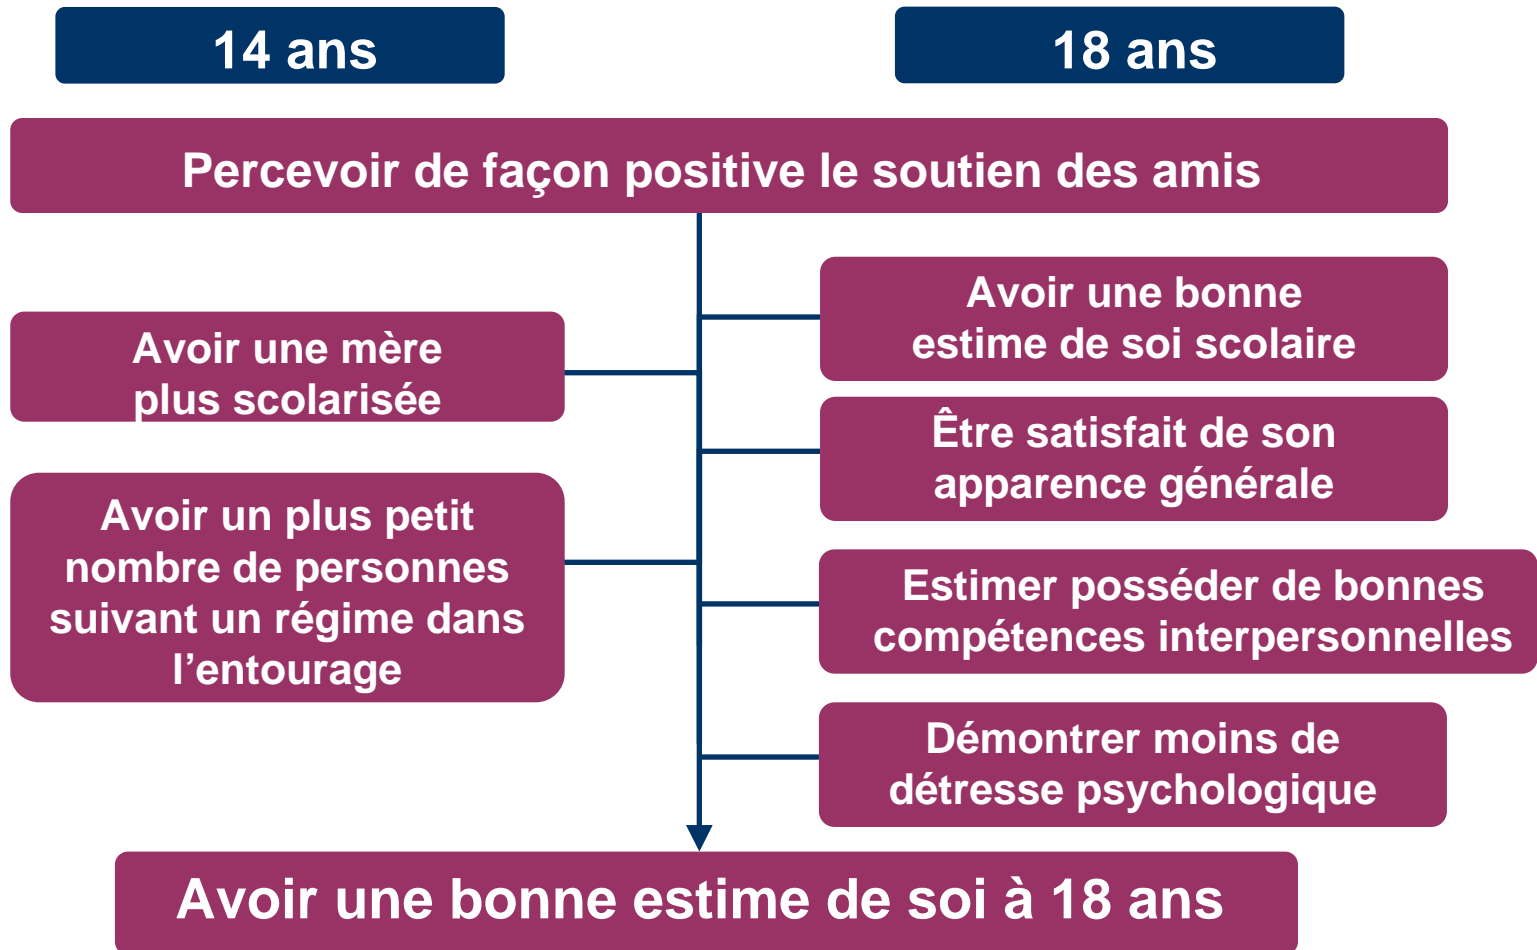 14 ans
18 ans
Percevoir de façon positive le soutien des amis
Avoir une mère
plus scolarisée
Avoir un plus petit
nombre de personnes
suivant un régime dans
l’entourage
Avoir une bonne
estime de soi scolaire
Être satisfait de son
apparence générale
Estimer posséder de bonnes
compétences interpersonnelles
Démontrer moins de
détresse psychologique
Avoir une bonne estime de soi à 18 ans